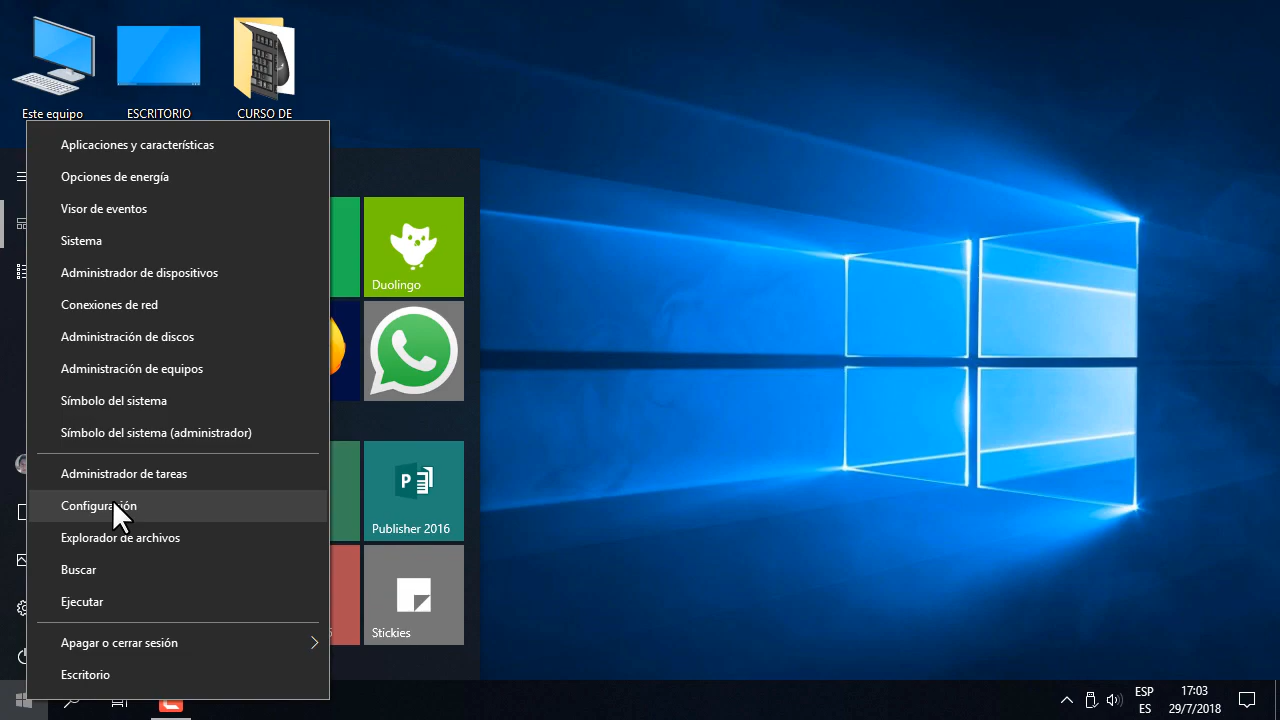 Este equipo
ESCRITORIO
CURSO DE
Aplicaciones y características
Opciones de energía
Visor de eventos
Sistema
Administrador de dispositivos
Conexiones de red
Administración de discos
Administración de equipos
Símbolo del sistema
Símbolo del sistema (administrador)
Administrador de tareas
Configuración
Explorador de archivos
Buscar
Ejecutar
Apagar o cerrar sesión
Escritorio
Duolingo
Publisher 2016
Stickies
ESP
ES
17:03
29/7/2018